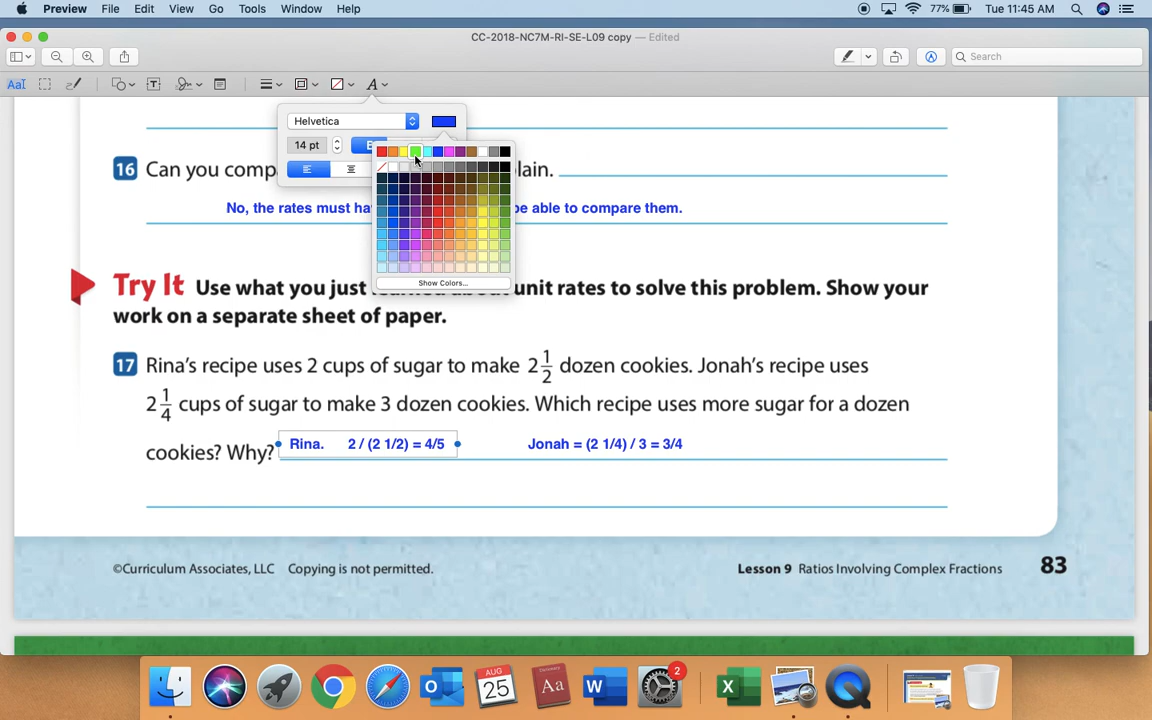 Preview File Edit View Go Tools Window Help 77% Tue 11:45 AM
CC-2018-NC7M-RI-SE-L09 copy — Edited
Search
AaI T A
Helvetica
14 pt B
16 Can you comp lain.
No, the rates must ha be able to compare them.
Show Colors...
Try It Use what you just learned about unit rates to solve this problem. Show your
work on a separate sheet of paper.
17 Rina's recipe uses 2 cups of sugar to make 2 1/2 dozen cookies. Jonah's recipe uses
2 1/4 cups of sugar to make 3 dozen cookies. Which recipe uses more sugar for a dozen
cookies? Why? Rina. 2 / (2 1/2) = 4/5 Jonah = (2 1/4) / 3 = 3/4
©Curriculum Associates, LLC Copying is not permitted. Lesson 9 Ratios Involving Complex Fractions 83
AUG
25 Aa W 2 X
O